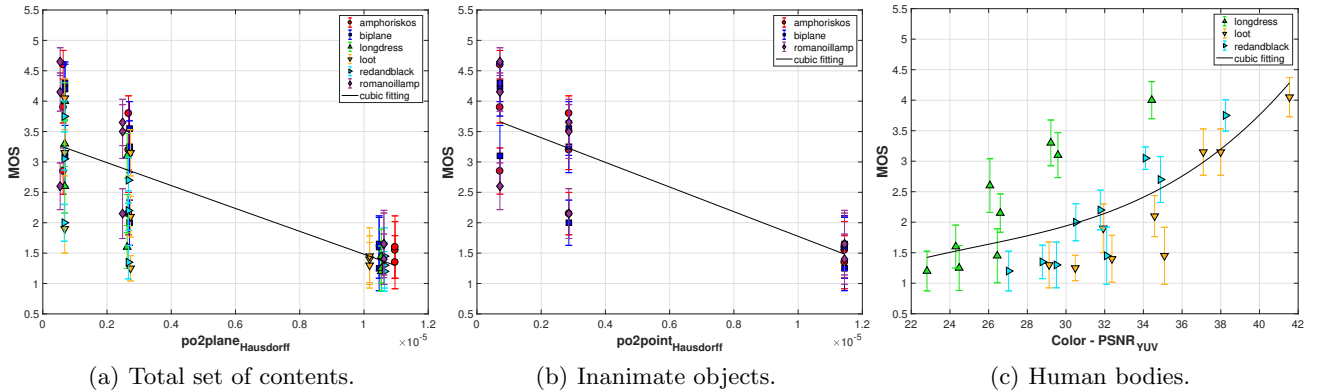 5.5
5
4.5
4
3.5
3
2.5
2
1.5
1
0.5
MOS
0
0.2
0.4
0.6
0.8
1
1.2
po2plane_Hausdorff
×10^-5
amphoriskos
biplane
longdress
loot
redandblack
romanoillamp
cubic fitting
(a) Total set of contents.
5.5
5
4.5
4
3.5
3
2.5
2
1.5
1
0.5
MOS
0
0.2
0.4
0.6
0.8
1
1.2
po2point_Hausdorff
×10^-5
amphoriskos
biplane
romanoillamp
cubic fitting
(b) Inanimate objects.
5.5
5
4.5
4
3.5
3
2.5
2
1.5
1
0.5
MOS
22
24
26
28
30
32
34
36
38
40
42
Color - PSNR_YUV
longdress
loot
redandblack
cubic fitting
(c) Human bodies.